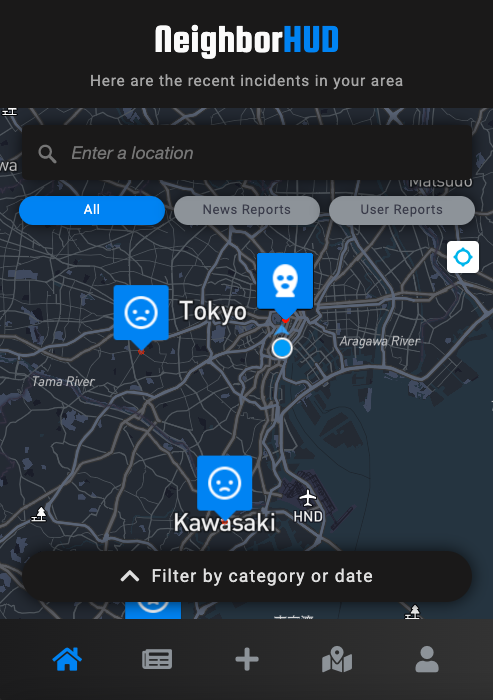 NeighborHUD
Here are the recent incidents in your area
wa
Enter a location
Matsudo
All
News Reports
User Reports
Tokyo
Aragawa River
Tama River
Kawasaki
HND
Filter by category or date